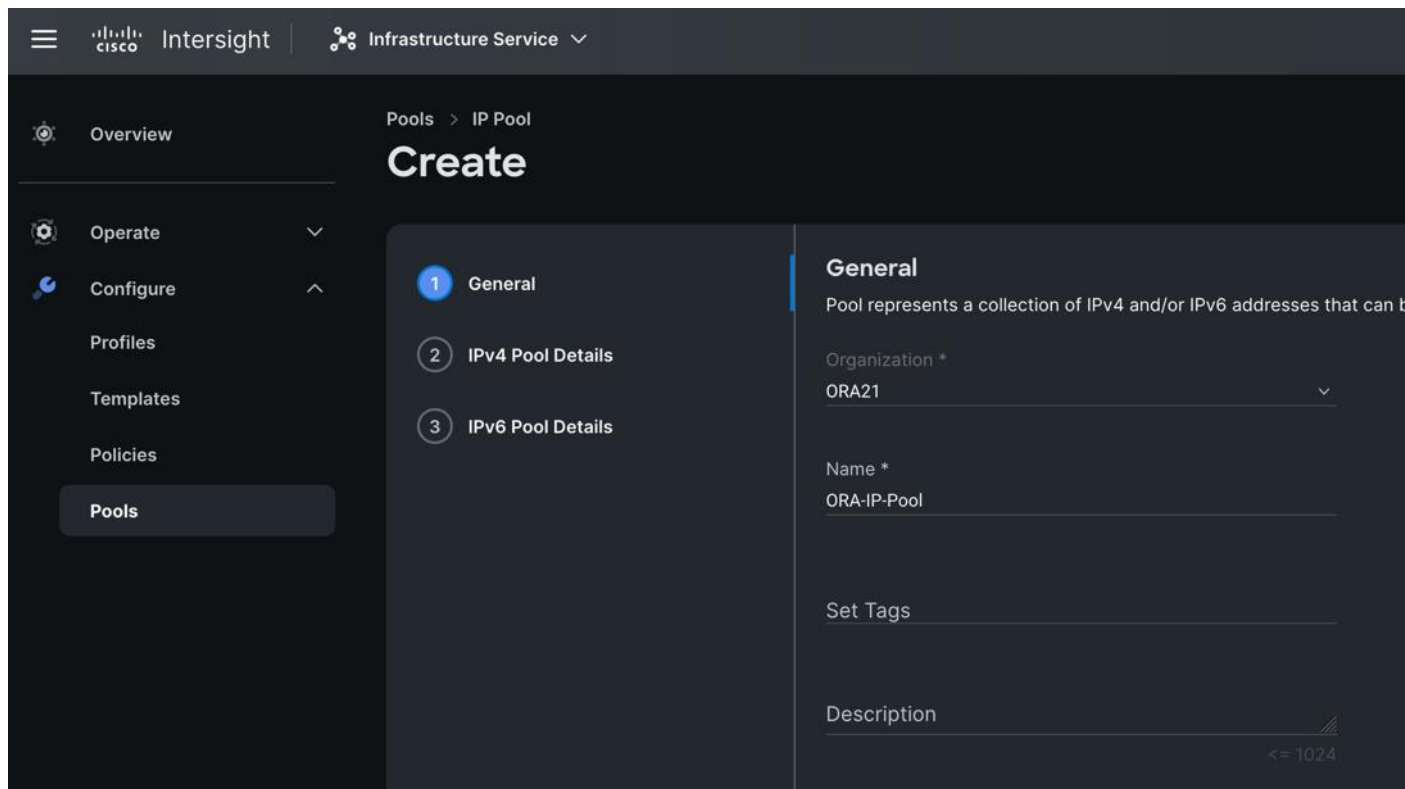 cisco Intersight Infrastructure Service
Overview
Operate
Configure
Profiles
Templates
Policies
Pools
Pools > IP Pool
Create
1 General
2 IPv4 Pool Details
3 IPv6 Pool Details
General
Pool represents a collection of IPv4 and/or IPv6 addresses that can
Organization *
ORA21
Name *
ORA-IP-Pool
Set Tags
Description
<= 1024